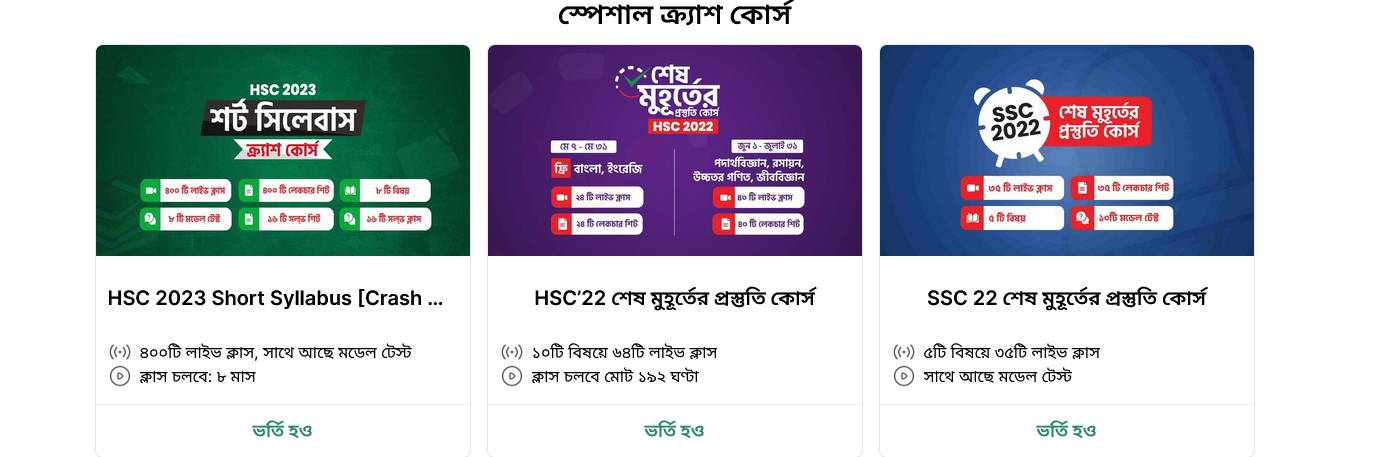 স্পেশাল ক্র্যাশ কোর্স
HSC 2023
শর্ট সিলেবাস
ক্র্যাশ কোর্স
৪০০ টি লাইভ ক্লাস
৪০০ টি লেকচার শিট
৮ টি বিষয়
৮ টি মডেল টেস্ট
১৬ টি সলভ শিট
১৬ টি সলভ ক্লাস
HSC 2023 Short Syllabus [Crash ...
৪০০টি লাইভ ক্লাস, সাথে আছে মডেল টেস্ট
ক্লাস চলবে: ৮ মাস
ভর্তি হও
শেষ
মুহূর্তের
প্রস্তুতি কোর্স
HSC 2022
মে ৭ - মে ৩১
ফ্রি বাংলা, ইংরেজি
২৪ টি লাইভ ক্লাস
২৪ টি লেকচার শিট
জুন ১ - জুলাই ৩১
পদার্থবিজ্ঞান, রসায়ন,
উচ্চতর গণিত, জীববিজ্ঞান
৪০ টি লাইভ ক্লাস
৪০ টি লেকচার শিট
HSC’22 শেষ মুহূর্তের প্রস্তুতি কোর্স
১০টি বিষয়ে ৬৪টি লাইভ ক্লাস
ক্লাস চলবে মোট ১৯২ ঘণ্টা
ভর্তি হও
SSC
2022
শেষ মুহূর্তের
প্রস্তুতি কোর্স
৩৫ টি লাইভ ক্লাস
৩৫ টি লেকচার শিট
৫ টি বিষয়
১০টি মডেল টেস্ট
SSC 22 শেষ মুহূর্তের প্রস্তুতি কোর্স
৫টি বিষয়ে ৩৫টি লাইভ ক্লাস
সাথে আছে মডেল টেস্ট
ভর্তি হও